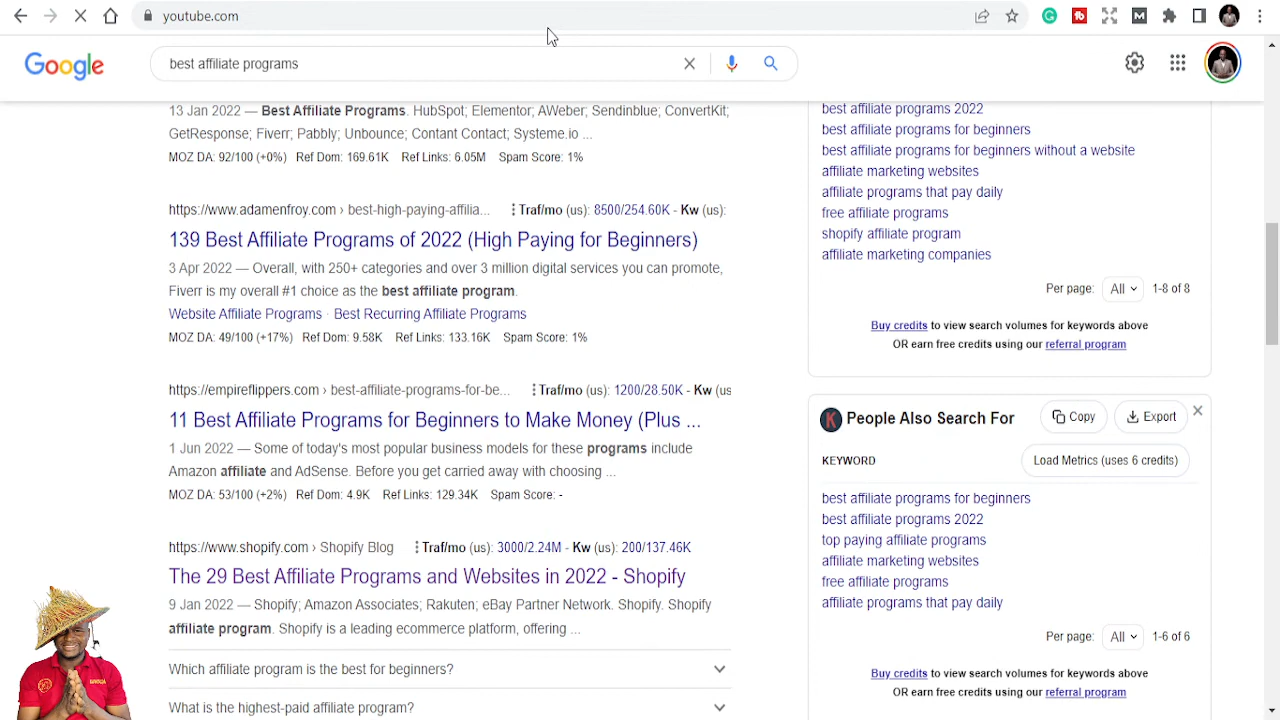 youtube.com
Google
best affiliate programs
13 Jan 2022 — Best Affiliate Programs. HubSpot; Elementor; AWeber; Sendinblue; ConvertKit;
GetResponse; Fiverr; Pabbly; Unbounce; Contant Contact; Systeme.io ...
MOZ DA: 92/100 (+0%) Ref Dom: 169.61K Ref Links: 6.05M Spam Score: 1%
https://www.adamenfroy.com › best-high-paying-affilia... Traf/mo (us): 8500/254.60K - Kw (us):
139 Best Affiliate Programs of 2022 (High Paying for Beginners)
3 Apr 2022 — Overall, with 250+ categories and over 3 million digital services you can promote,
Fiverr is my overall #1 choice as the best affiliate program.
Website Affiliate Programs · Best Recurring Affiliate Programs
MOZ DA: 49/100 (+17%) Ref Dom: 9.58K Ref Links: 133.16K Spam Score: 1%
https://empireflippers.com › best-affiliate-programs-for-be... Traf/mo (us): 1200/28.50K - Kw (us
11 Best Affiliate Programs for Beginners to Make Money (Plus ...
1 Jun 2022 — Some of today's most popular business models for these programs include
Amazon affiliate and AdSense. Before you get carried away with choosing ...
MOZ DA: 53/100 (+2%) Ref Dom: 4.9K Ref Links: 129.34K Spam Score: -
https://www.shopify.com › Shopify Blog Traf/mo (us): 3000/2.24M - Kw (us): 200/137.46K
The 29 Best Affiliate Programs and Websites in 2022 - Shopify
9 Jan 2022 — Shopify; Amazon Associates; Rakuten; eBay Partner Network. Shopify. Shopify
affiliate program. Shopify is a leading ecommerce platform, offering ...
Which affiliate program is the best for beginners?
What is the highest-paid affiliate program?
best affiliate programs 2022
best affiliate programs for beginners
best affiliate programs for beginners without a website
affiliate marketing websites
affiliate programs that pay daily
free affiliate programs
shopify affiliate program
affiliate marketing companies
Per page: All 1-8 of 8
Buy credits to view search volumes for keywords above
OR earn free credits using our referral program
K People Also Search For Copy Export
KEYWORD Load Metrics (uses 6 credits)
best affiliate programs for beginners
best affiliate programs 2022
top paying affiliate programs
affiliate marketing websites
free affiliate programs
affiliate programs that pay daily
Per page: All 1-6 of 6
Buy credits to view search volumes for keywords above
OR earn free credits using our referral program